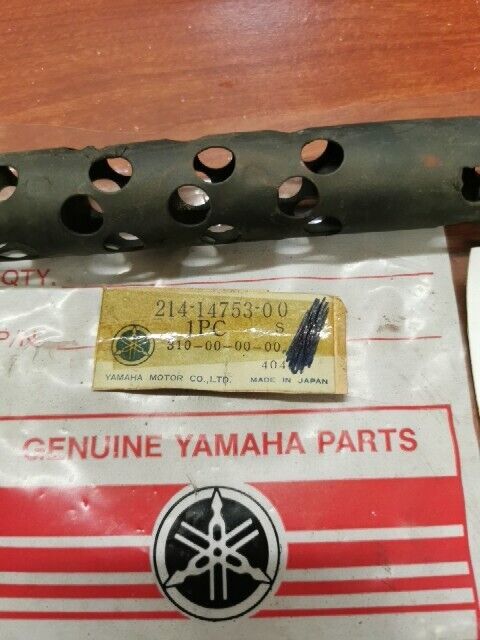 QTY.
214-14753-00
1PC S
310-00-00-00
404
YAMAHA MOTOR CO.,LTD. MADE IN JAPAN
GENUINE YAMAHA PARTS